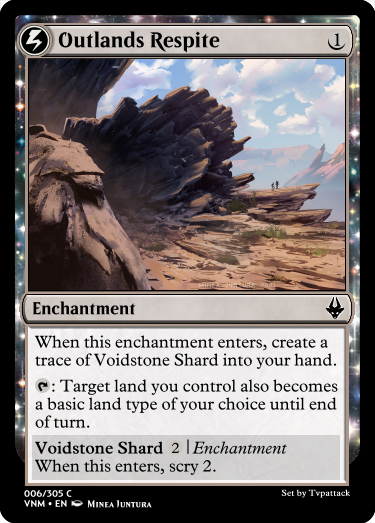 Outlands Respite 1
Enchantment
When this enchantment enters, create a
trace of Voidstone Shard into your hand.
: Target land you control also becomes
a basic land type of your choice until end
of turn.
Voidstone Shard 2 | Enchantment
When this enters, scry 2.
006/305 C
Set by Tvpattack
VNM • EN Minea Juntura